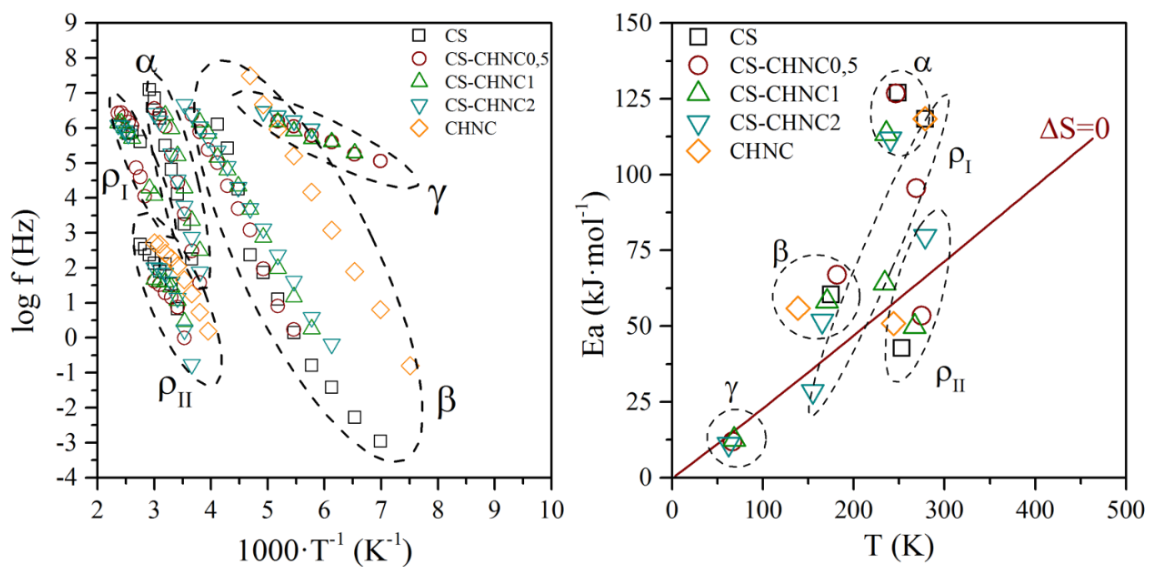 9
8
7
6
5
4
3
2
1
0
-1
-2
-3
-4
log f (Hz)
2 3 4 5 6 7 8 9 10
1000·T⁻¹ (K⁻¹)
CS
CS-CHNC0,5
CS-CHNC1
CS-CHNC2
CHNC
α
ρI
ρII
γ
β
150
125
100
75
50
25
0
Ea (kJ·mol⁻¹)
0 100 200 300 400 500
T (K)
CS
CS-CHNC0,5
CS-CHNC1
CS-CHNC2
CHNC
α
ΔS=0
ρI
β
ρII
γ